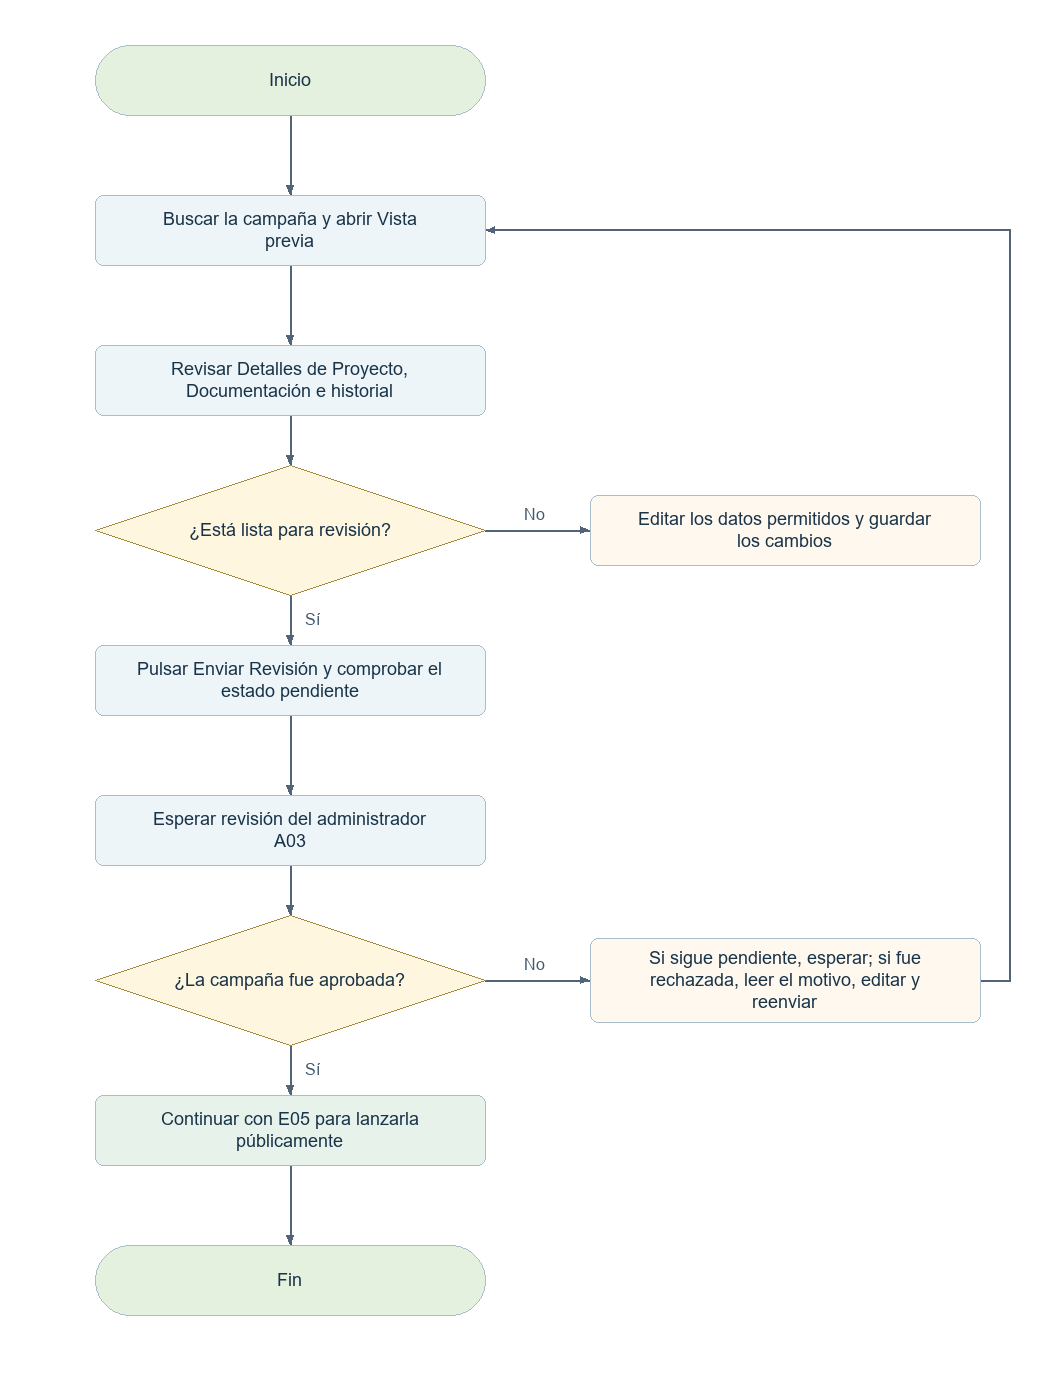 Inicio
Buscar la campaña y abrir Vista
previa
Revisar Detalles de Proyecto,
Documentación e historial
¿Está lista para revisión?
No
Editar los datos permitidos y guardar
los cambios
Sí
Pulsar Enviar Revisión y comprobar el
estado pendiente
Esperar revisión del administrador
A03
¿La campaña fue aprobada?
No
Si sigue pendiente, esperar; si fue
rechazada, leer el motivo, editar y
reenviar
Sí
Continuar con E05 para lanzarla
públicamente
Fin